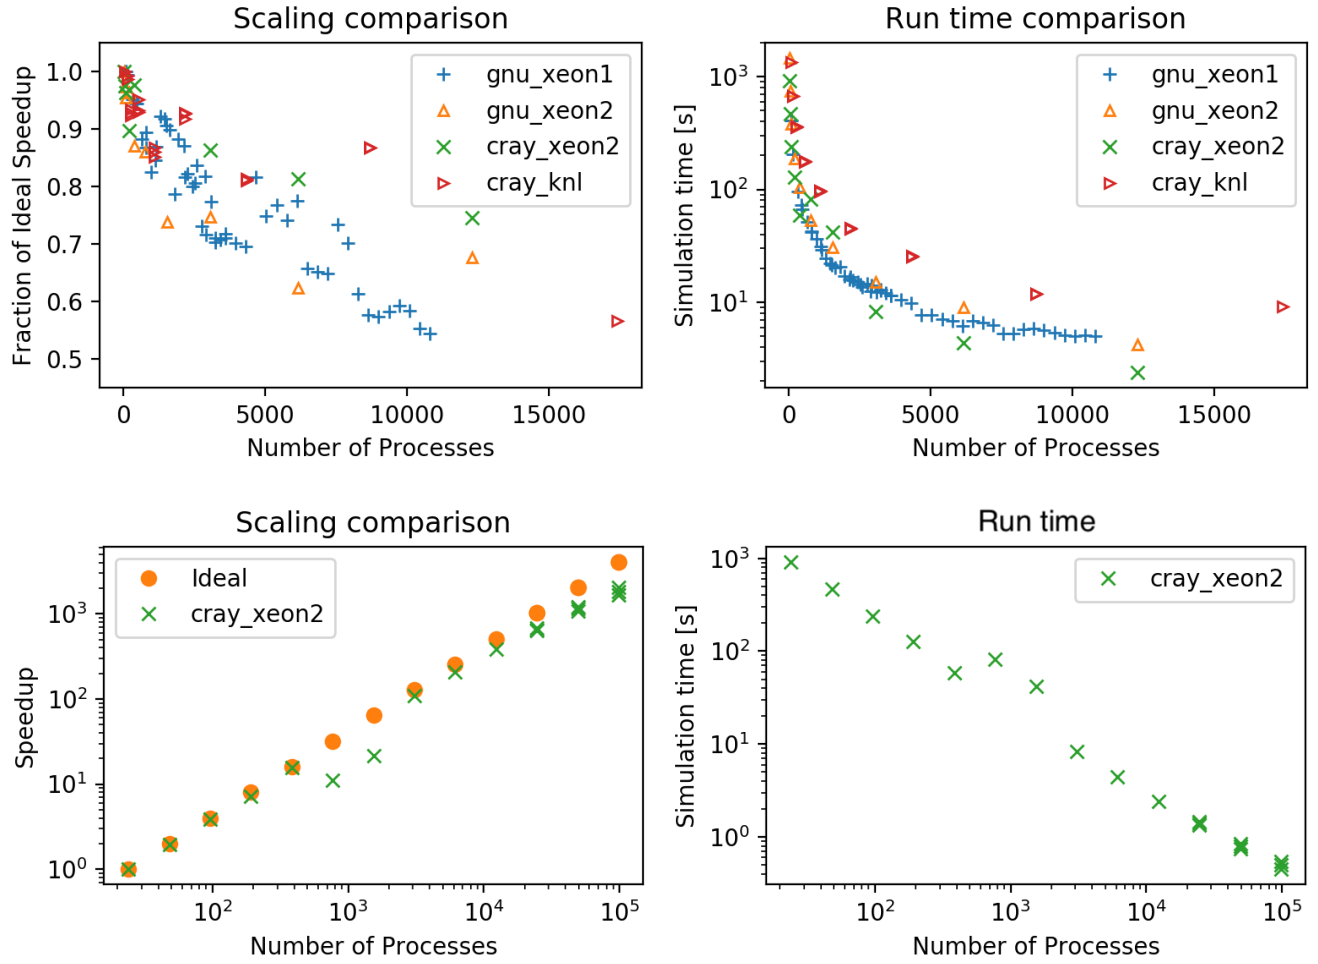 Scaling comparison
Fraction of Ideal Speedup
1.0
0.9
0.8
0.7
0.6
0.5
gnu_xeon1
gnu_xeon2
cray_xeon2
cray_knl
0 5000 10000 15000
Number of Processes
Run time comparison
Simulation time [s]
10³
10²
10¹
gnu_xeon1
gnu_xeon2
cray_xeon2
cray_knl
0 5000 10000 15000
Number of Processes
Scaling comparison
Speedup
10³
10²
10¹
10⁰
Ideal
cray_xeon2
10² 10³ 10⁴ 10⁵
Number of Processes
Run time
Simulation time [s]
10³
10²
10¹
10⁰
cray_xeon2
10² 10³ 10⁴ 10⁵
Number of Processes